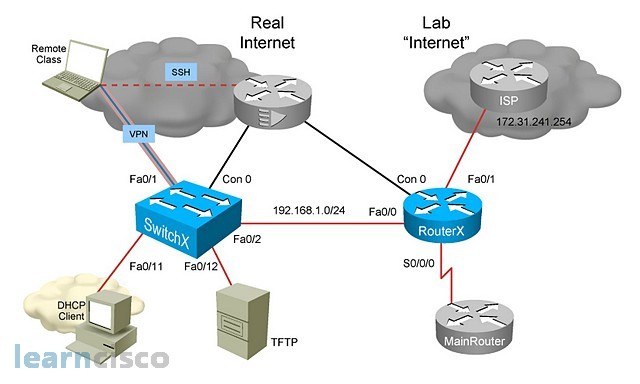 Real
Internet
Lab
"Internet"
Remote
Class
SSH
ISP
172.31.241.254
VPN
Fa0/1
Con 0
Con 0
Fa0/1
SwitchX
192.168.1.0/24
Fa0/0
RouterX
Fa0/2
Fa0/11
Fa0/12
S0/0/0
DHCP
Client
TFTP
MainRouter
learncisco